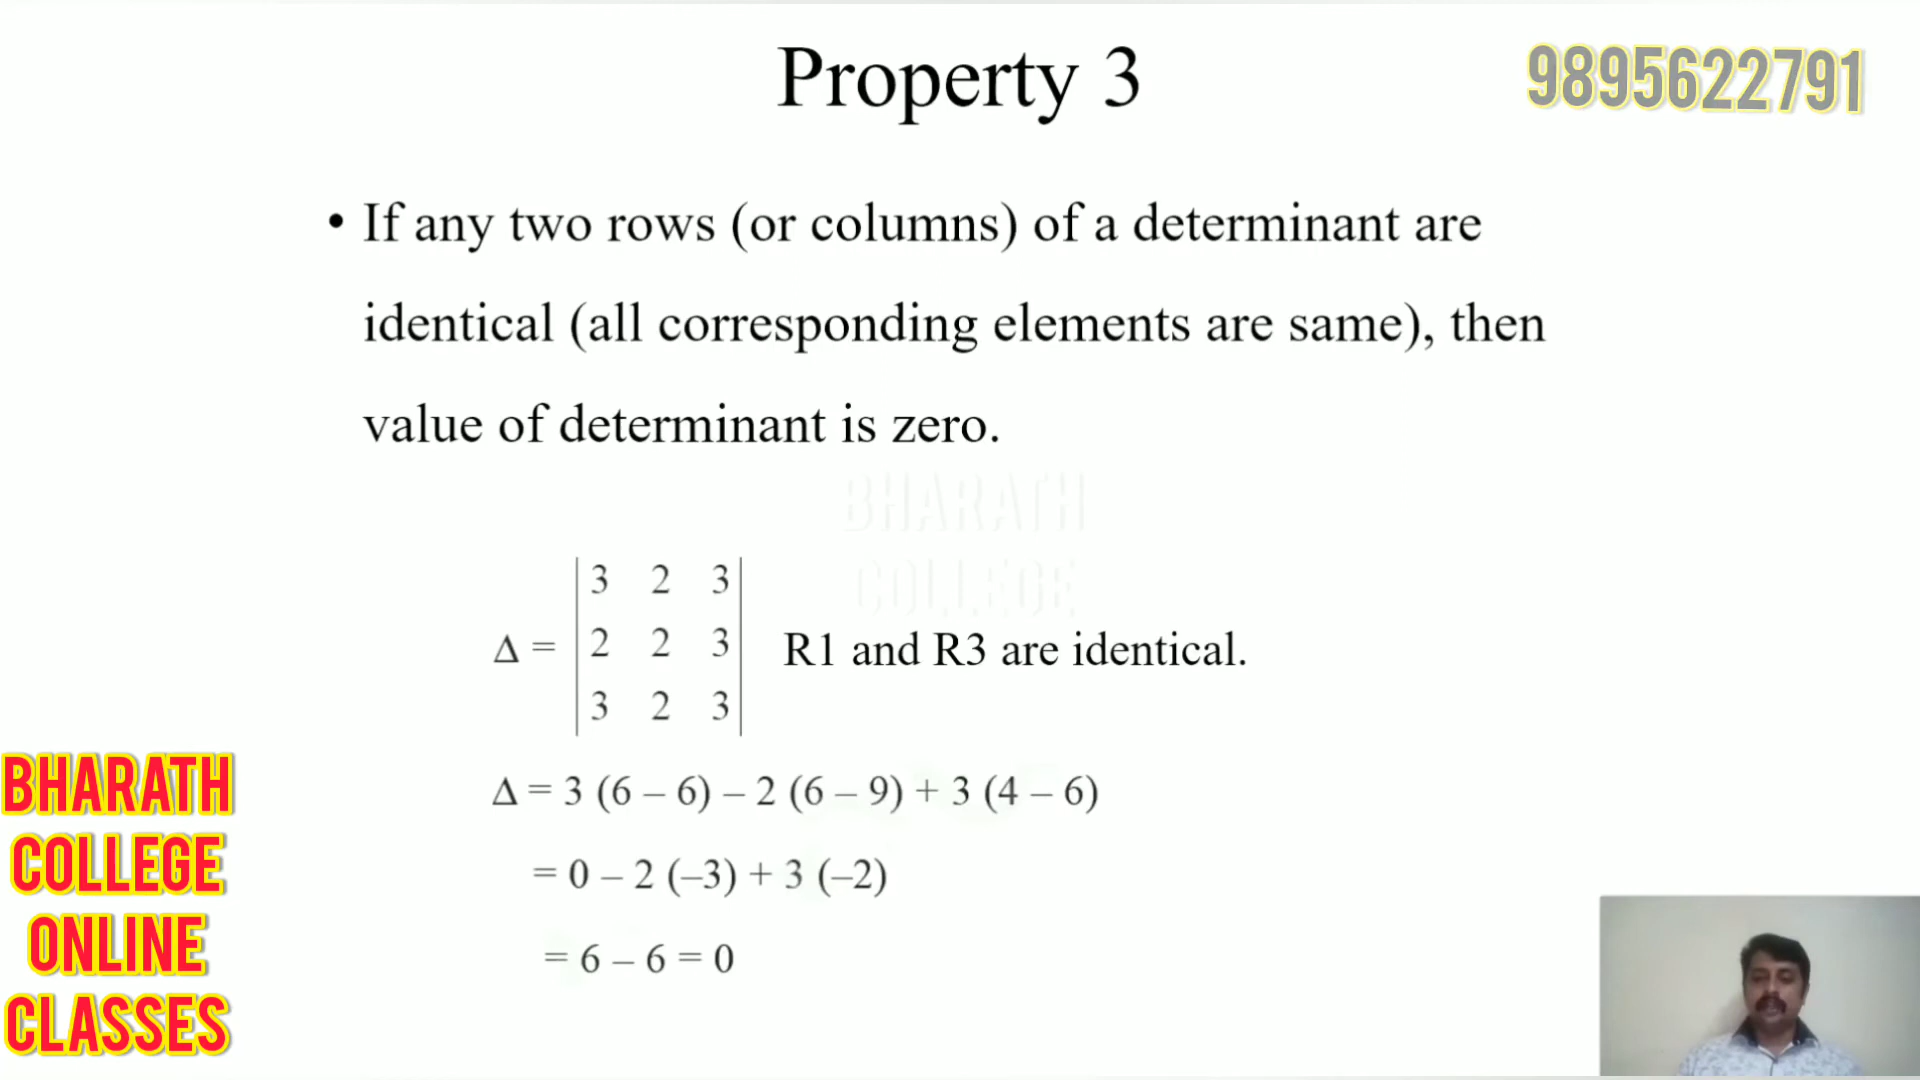 Property 3
9895622791
• If any two rows (or columns) of a determinant are
identical (all corresponding elements are same), then
value of determinant is zero.
BHARATH
COLLEGE
3 2 3
Δ = 2 2 3 R1 and R3 are identical.
3 2 3
Δ = 3 (6 – 6) – 2 (6 – 9) + 3 (4 – 6)
= 0 – 2 (–3) + 3 (–2)
= 6 – 6 = 0
BHARATH
COLLEGE
ONLINE
CLASSES